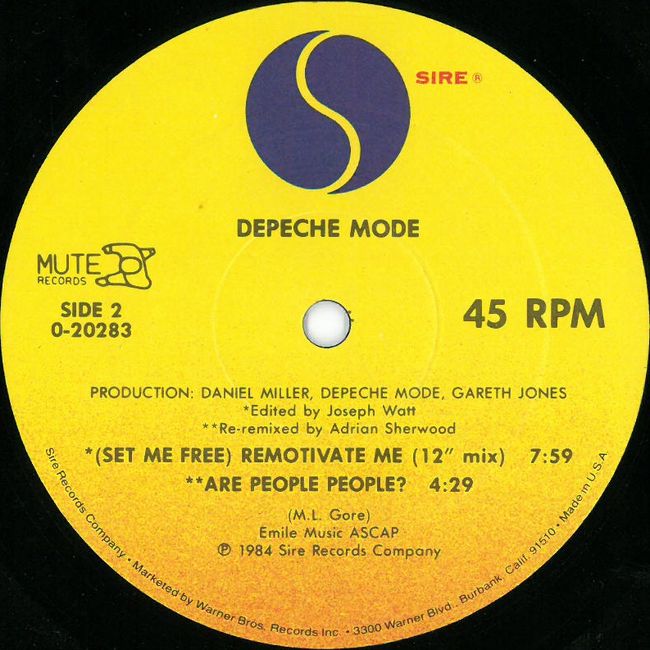 SIRE ®
DEPECHE MODE
MUTE
RECORDS
SIDE 2
0-20283
45 RPM
PRODUCTION: DANIEL MILLER, DEPECHE MODE, GARETH JONES
*Edited by Joseph Watt
**Re-remixed by Adrian Sherwood
*(SET ME FREE) REMOTIVATE ME (12" mix) 7:59
**ARE PEOPLE PEOPLE? 4:29
(M.L. Gore)
Emile Music ASCAP
℗ 1984 Sire Records Company
Sire Records Company • Marketed by Warner Bros. Records Inc. • 3300 Warner Blvd., Burbank, Calif. 91510 • Made in U.S.A